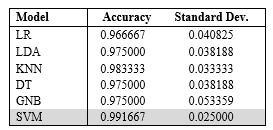 Model Accuracy Standard Dev.
LR 0.966667 0.040825
LDA 0.975000 0.038188
KNN 0.983333 0.033333
DT 0.975000 0.038188
GNB 0.975000 0.053359
SVM 0.991667 0.025000